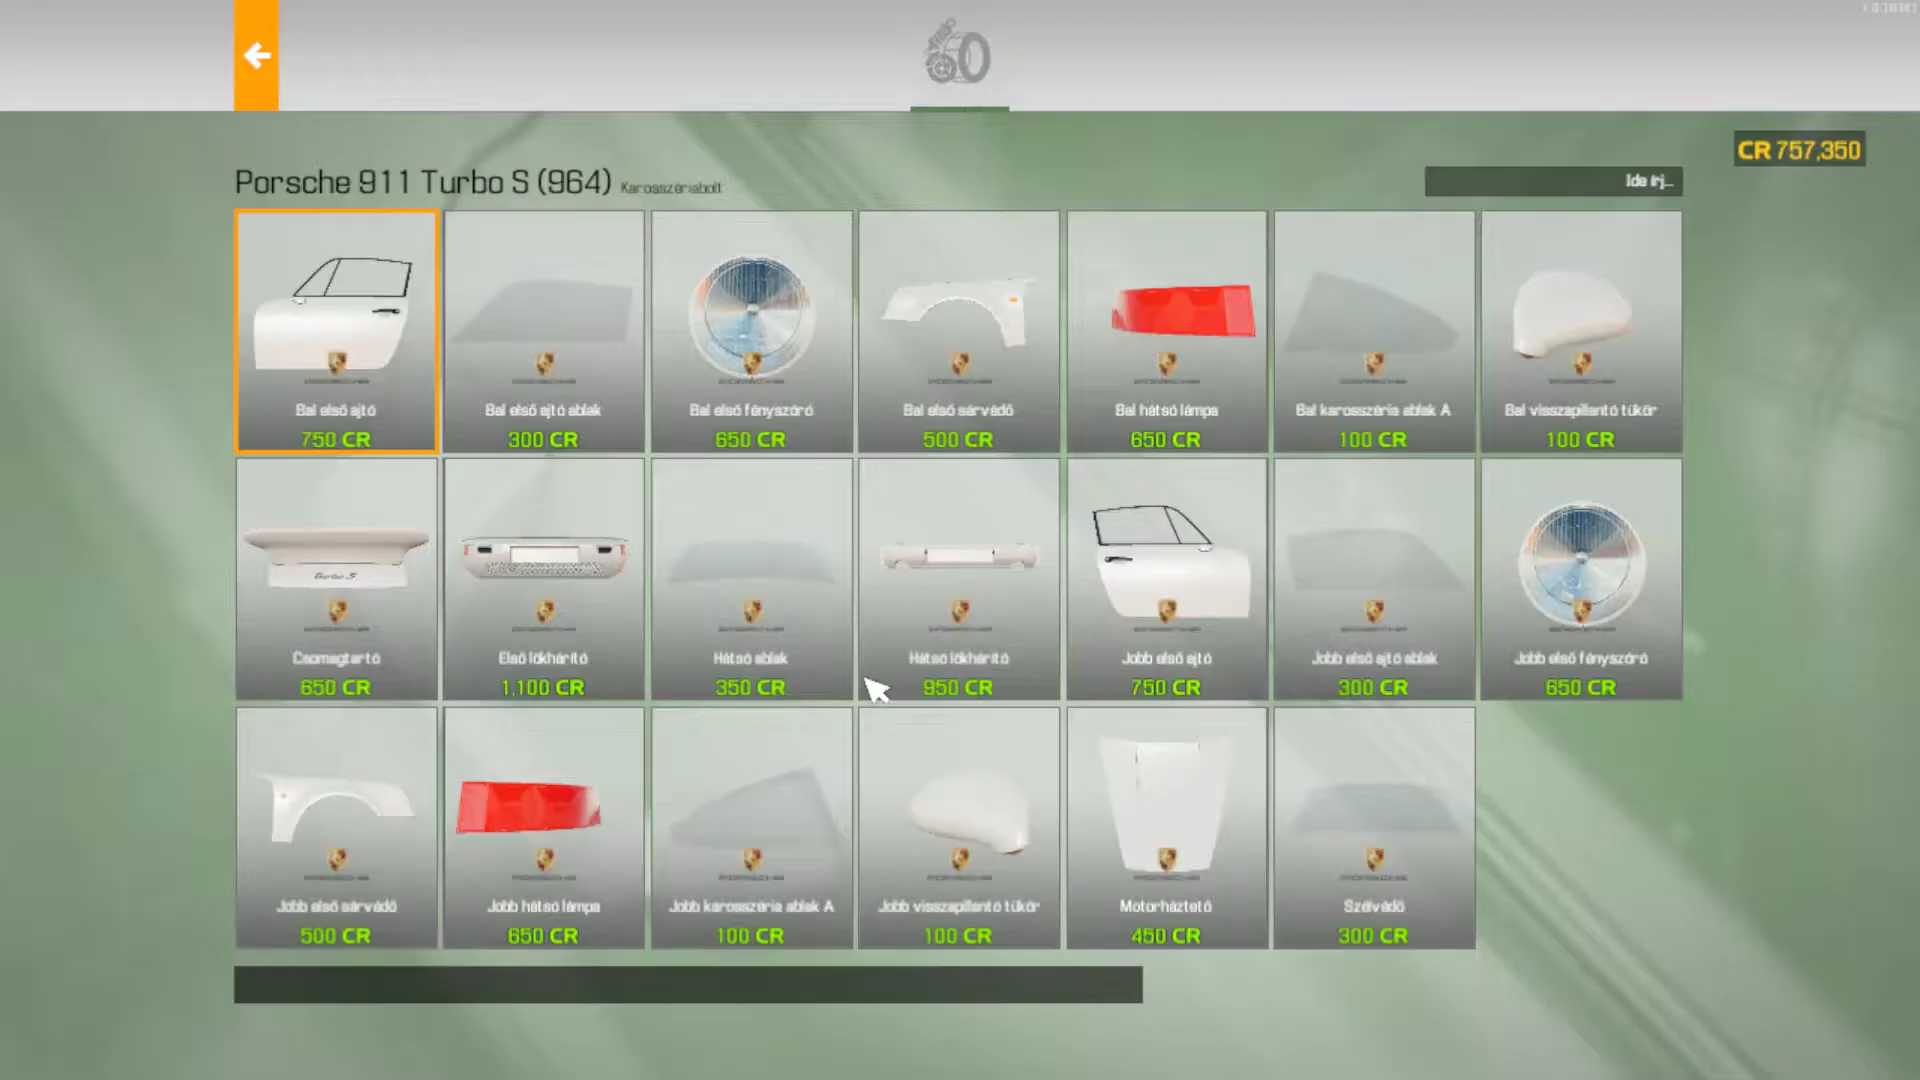 CR 757,350
Porsche 911 Turbo S (964) Karosszériabolt
Ide írj...
Bal első ajtó
750 CR
Bal első ajtó ablak
300 CR
Bal első fényszóró
650 CR
Bal első sárvédő
500 CR
Bal hátsó lámpa
650 CR
Bal karosszéria ablak A
100 CR
Bal visszapillantó tükör
100 CR
Turbo S
Csomagtartó
650 CR
Első lökhárító
1,100 CR
Hátsó ablak
350 CR
Hátsó lökhárító
950 CR
Jobb első ajtó
750 CR
Jobb első ajtó ablak
300 CR
Jobb első fényszóró
650 CR
Jobb első sárvédő
500 CR
Jobb hátsó lámpa
650 CR
Jobb karosszéria ablak A
100 CR
Jobb visszapillantó tükör
100 CR
Motorháztető
450 CR
Szélvédő
300 CR